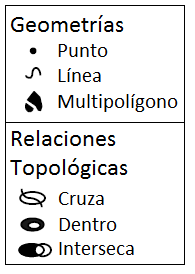 Geometrías
Punto
Línea
Multipolígono
Relaciones
Topológicas
Cruza
Dentro
Interseca